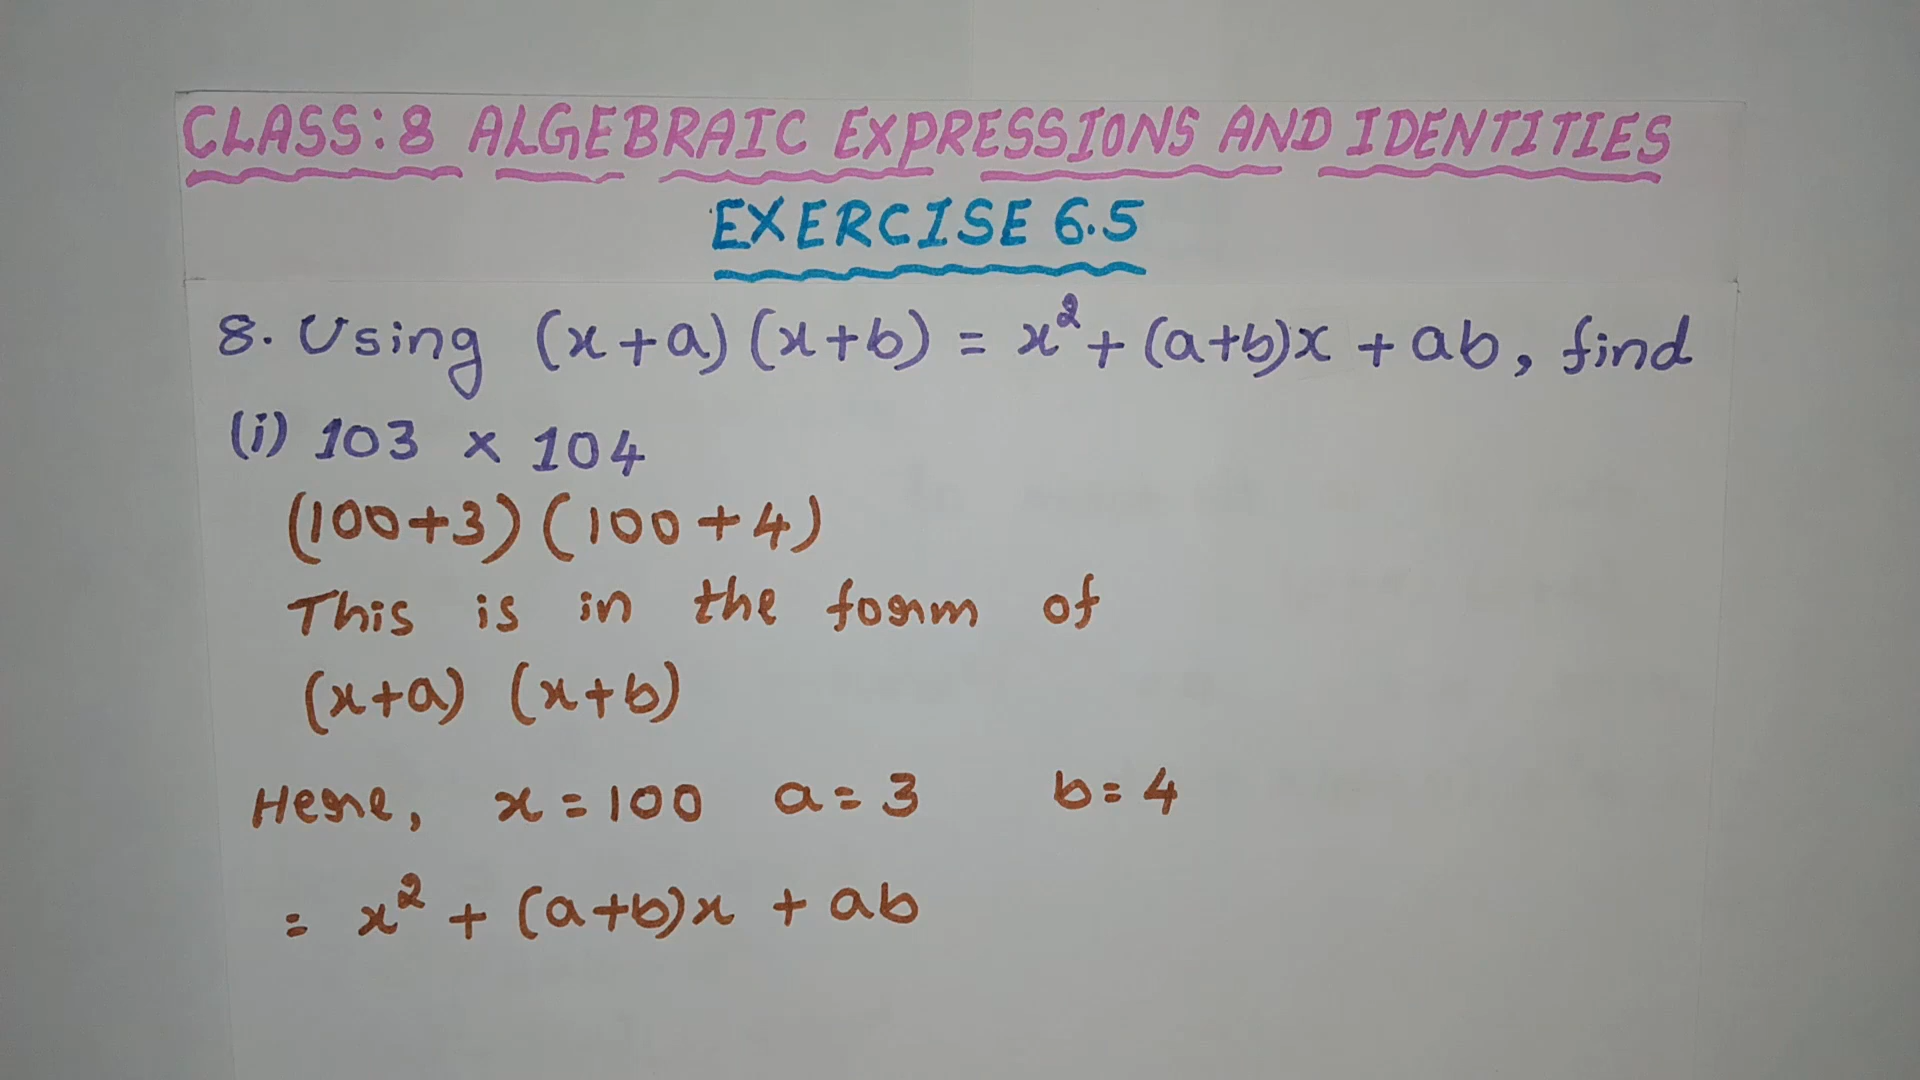 CLASS:8 ALGEBRAIC EXPRESSIONS AND IDENTITIES
EXERCISE 6.5
8. Using (x+a)(x+b) = x²+(a+b)x + ab, find
(i) 103 x 104
(100+3)(100+4)
This is in the form of
(x+a) (x+b)
Here, x=100 a=3 b=4
= x² + (a+b)x + ab